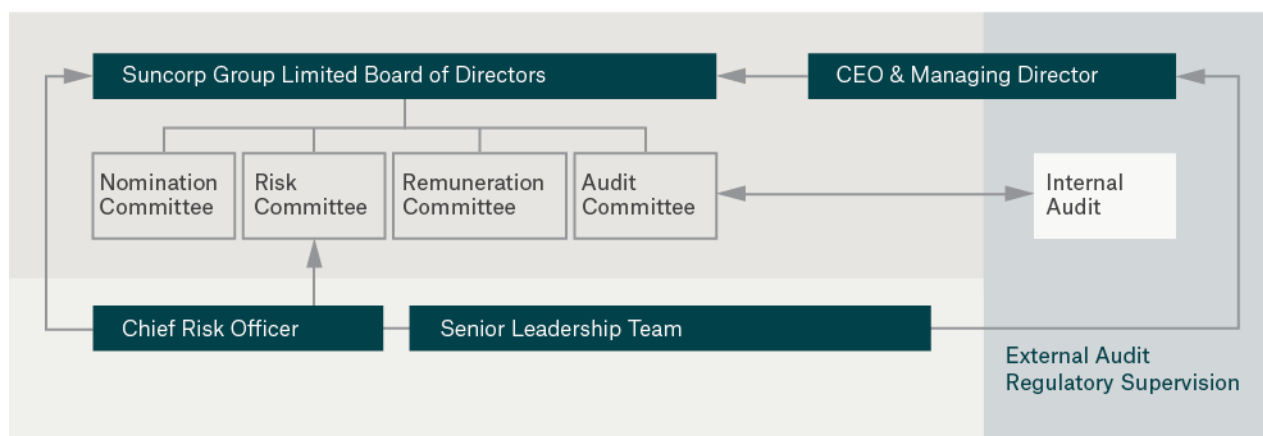 Suncorp Group Limited Board of Directors
CEO & Managing Director
Nomination
Committee
Risk
Committee
Remuneration
Committee
Audit
Committee
Internal
Audit
Chief Risk Officer
Senior Leadership Team
External Audit
Regulatory Supervision